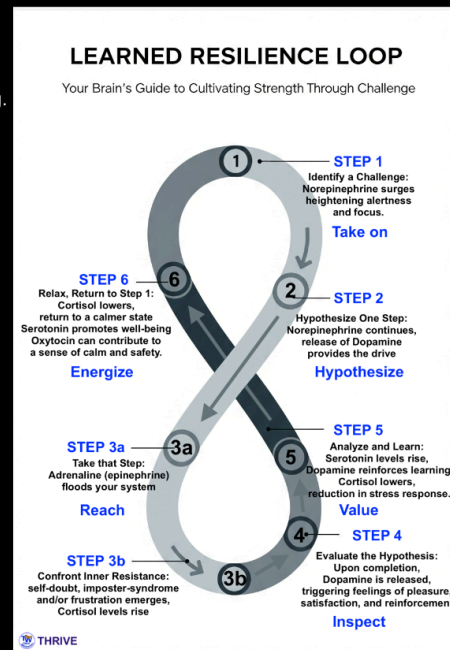 LEARNED RESILIENCE LOOP
Your Brain's Guide to Cultivating Strength Through Challenge
1
STEP 1
Identify a Challenge:
Norepinephrine surges
heightening alertness
and focus.
Take on
2
STEP 2
Hypothesize One Step:
Norepinephrine continues,
release of Dopamine
provides the drive
Hypothesize
3a
STEP 3a
Take that Step:
Adrenaline (epinephrine)
floods your system
Reach
3b
STEP 3b
Confront Inner Resistance:
self-doubt, imposter-syndrome
and/or frustration emerges,
Cortisol levels rise
4
STEP 4
Evaluate the Hypothesis:
Upon completion,
Dopamine is released,
triggering feelings of pleasure,
satisfaction, and reinforcemen
Inspect
5
STEP 5
Analyze and Learn:
Serotonin levels rise,
Dopamine reinforces learning
Cortisol lowers,
reduction in stress response.
Value
6
STEP 6
Relax, Return to Step 1:
Cortisol lowers,
return to a calmer state
Serotonin promotes well-being
Oxytocin can contribute to
a sense of calm and safety.
Energize
THRIVE